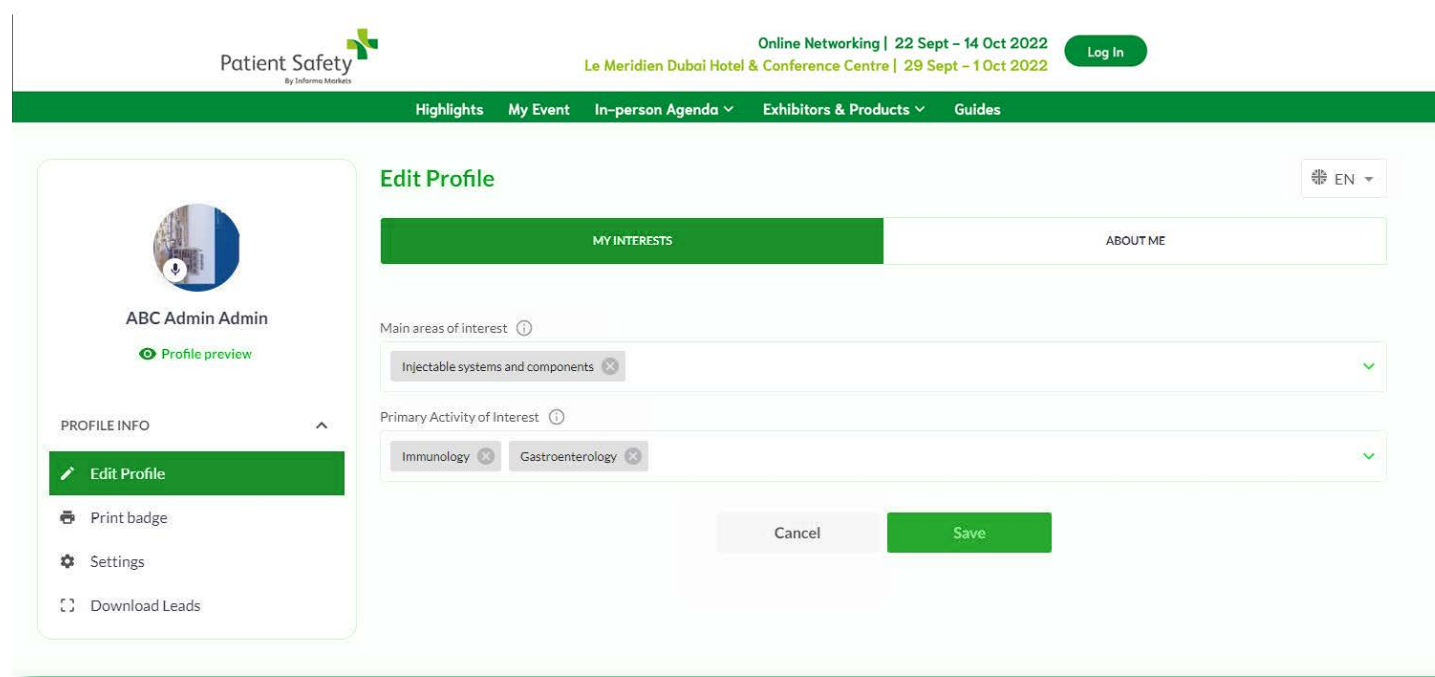 Patient Safety
By Informa Markets
Online Networking | 22 Sept – 14 Oct 2022
Le Meridien Dubai Hotel & Conference Centre | 29 Sept – 1 Oct 2022
Log In
Highlights My Event In-person Agenda Exhibitors & Products Guides
ABC Admin Admin
Profile preview
PROFILE INFO
Edit Profile
Print badge
Settings
Download Leads
Edit Profile
EN
MY INTERESTS ABOUT ME
Main areas of interest
Injectable systems and components
Primary Activity of Interest
Immunology Gastroenterology
Cancel Save